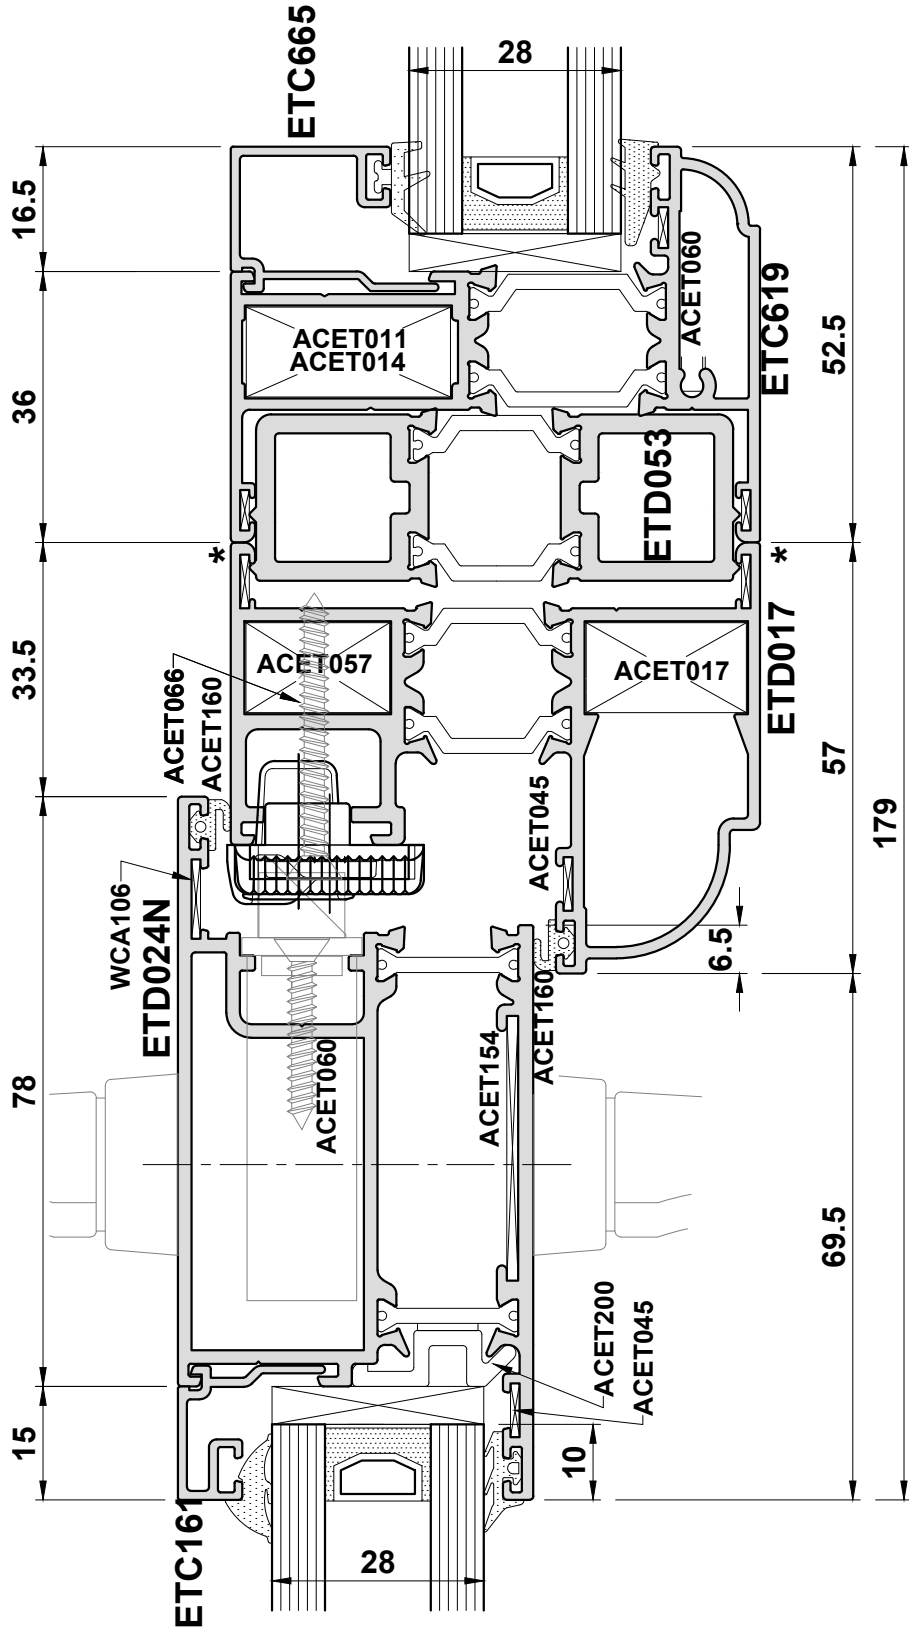 ETC665
28
16.5
ACET060
ETC619
52.5
ACET011
ACET014
36
ETD053
*
*
33.5
ACET066
ACET160
ACET057
ACET017
ETD017
57
179
ACET045
WCA106
ETD024N
6.5
ACET160
ACET154
ACET060
78
69.5
ACET200
ACET045
15
10
ETC161
28